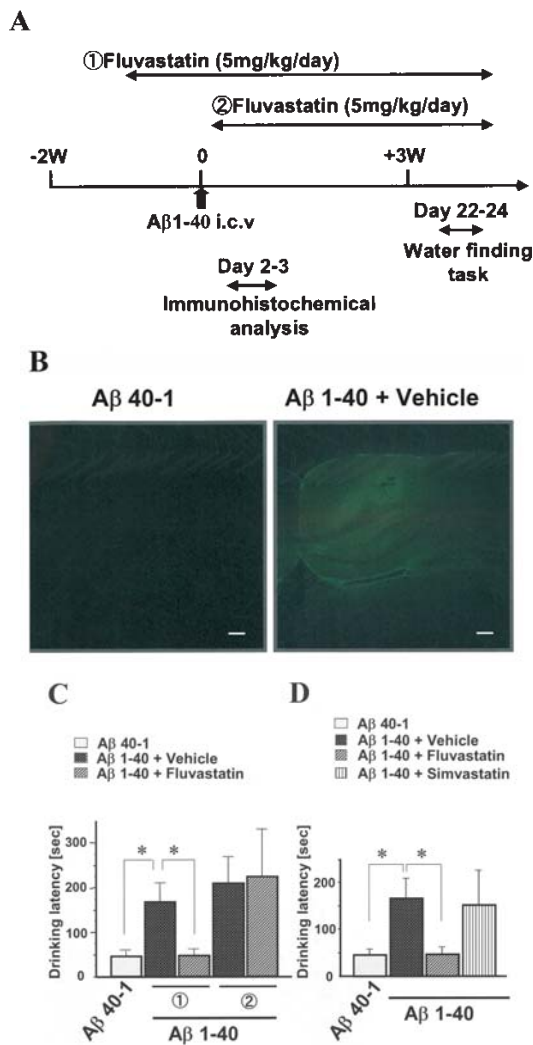 A
①Fluvastatin (5mg/kg/day)
②Fluvastatin (5mg/kg/day)
-2W 0 +3W
Aβ1-40 i.c.v
Day 22-24
Water finding
task
Day 2-3
Immunohistochemical
analysis
B
Aβ 40-1 Aβ 1-40 + Vehicle
C D
Aβ 40-1
Aβ 1-40 + Vehicle
Aβ 1-40 + Fluvastatin
Aβ 40-1
Aβ 1-40 + Vehicle
Aβ 1-40 + Fluvastatin
Aβ 1-40 + Simvastatin
Drinking latency [sec]
300
200
100
0
* *
Aβ 40-1
① ②
Aβ 1-40
Drinking latency [sec]
200
100
0
* *
Aβ 40-1
Aβ 1-40